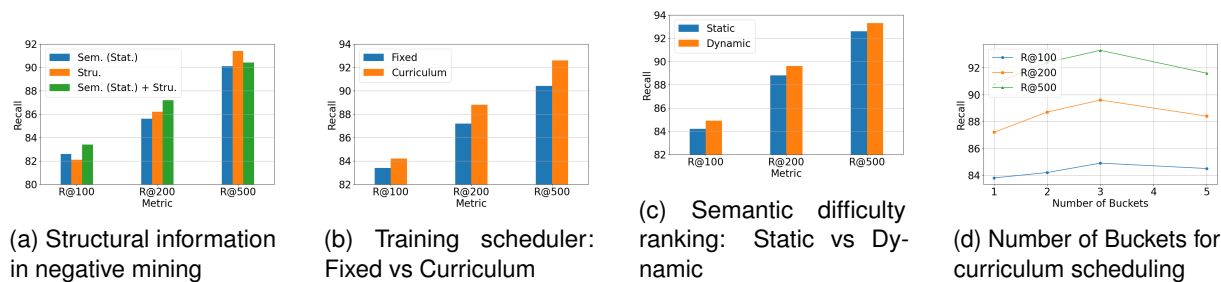 92
90
88
86
84
82
80
Recall
Sem. (Stat.)
Stru.
Sem. (Stat.) + Stru.
R@100
R@200
R@500
Metric
(a) Structural information
in negative mining
94
92
90
88
86
84
82
Recall
Fixed
Curriculum
R@100
R@200
R@500
Metric
(b) Training scheduler:
Fixed vs Curriculum
94
92
90
88
86
84
82
Recall
Static
Dynamic
R@100
R@200
R@500
Metric
(c) Semantic difficulty
ranking: Static vs Dy-
namic
92
90
88
86
84
Recall
R@100
R@200
R@500
1
2
3
4
5
Number of Buckets
(d) Number of Buckets for
curriculum scheduling